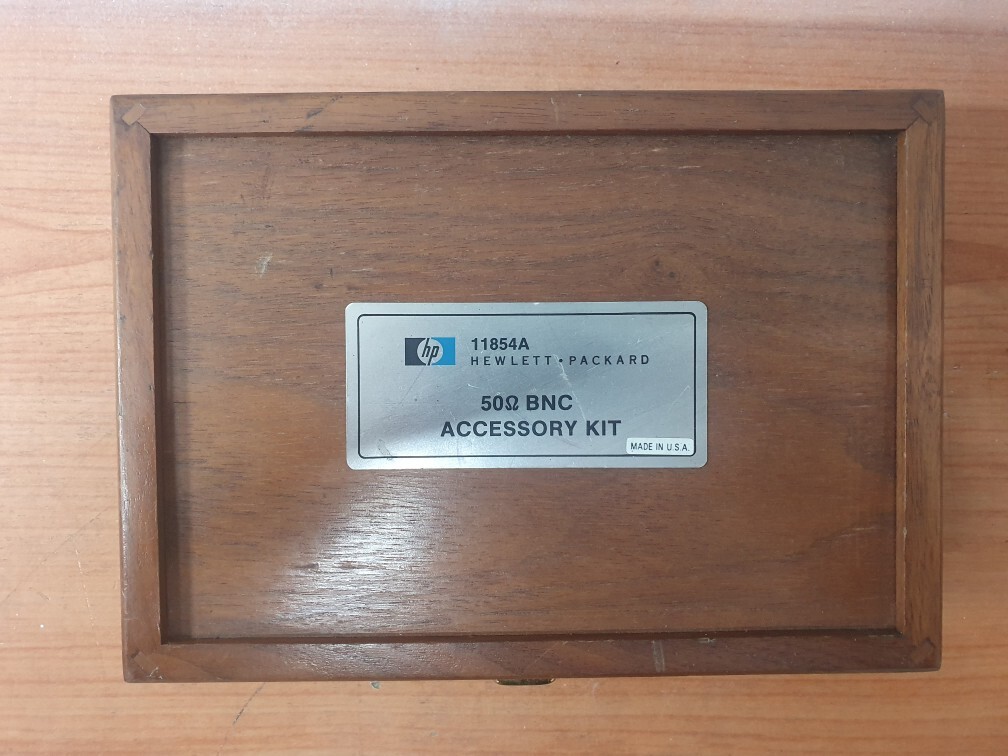 hp
11854A
HEWLETT • PACKARD
50Ω BNC
ACCESSORY KIT
MADE IN U.S.A.